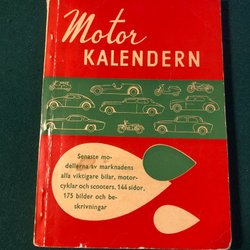 Motor
KALENDERN
Senaste mo-
dellerna av marknadens
alla viktigare bilar, motor-
cyklar och scooters. 144 sidor,
175 bilder och be-
skrivningar